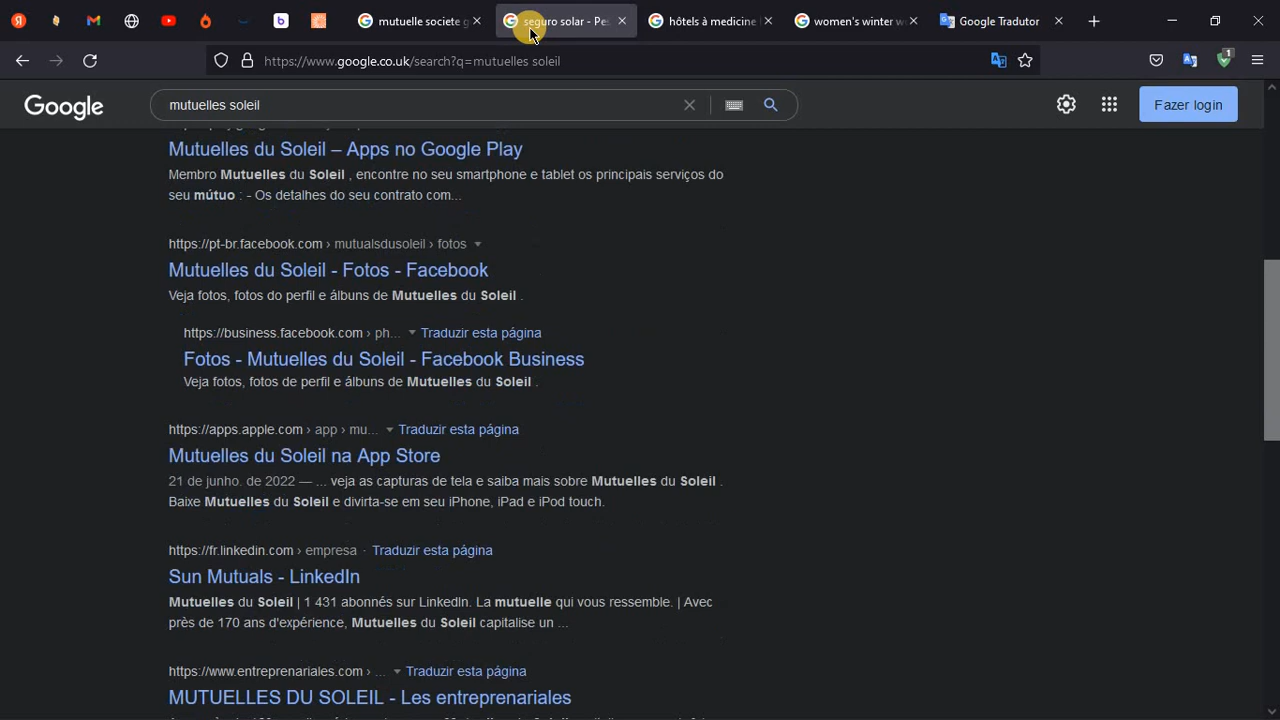 mutuelle societe g
seguro solar - Pes
hôtels à medicine
women's winter w
Google Tradutor
https://www.google.co.uk/search?q=mutuelles soleil
1
Google
mutuelles soleil
Fazer login
Mutuelles du Soleil – Apps no Google Play
Membro Mutuelles du Soleil , encontre no seu smartphone e tablet os principais serviços do
seu mútuo : - Os detalhes do seu contrato com...
https://pt-br.facebook.com › mutualsdusoleil › fotos
Mutuelles du Soleil - Fotos - Facebook
Veja fotos, fotos do perfil e álbuns de Mutuelles du Soleil .
https://business.facebook.com › ph... Traduzir esta página
Fotos - Mutuelles du Soleil - Facebook Business
Veja fotos, fotos de perfil e álbuns de Mutuelles du Soleil .
https://apps.apple.com › app › mu... Traduzir esta página
Mutuelles du Soleil na App Store
21 de junho. de 2022 — ... veja as capturas de tela e saiba mais sobre Mutuelles du Soleil .
Baixe Mutuelles du Soleil e divirta-se em seu iPhone, iPad e iPod touch.
https://fr.linkedin.com › empresa · Traduzir esta página
Sun Mutuals - LinkedIn
Mutuelles du Soleil | 1 431 abonnés sur LinkedIn. La mutuelle qui vous ressemble. | Avec
près de 170 ans d'expérience, Mutuelles du Soleil capitalise un ...
https://www.entreprenariales.com › ... Traduzir esta página
MUTUELLES DU SOLEIL - Les entreprenariales